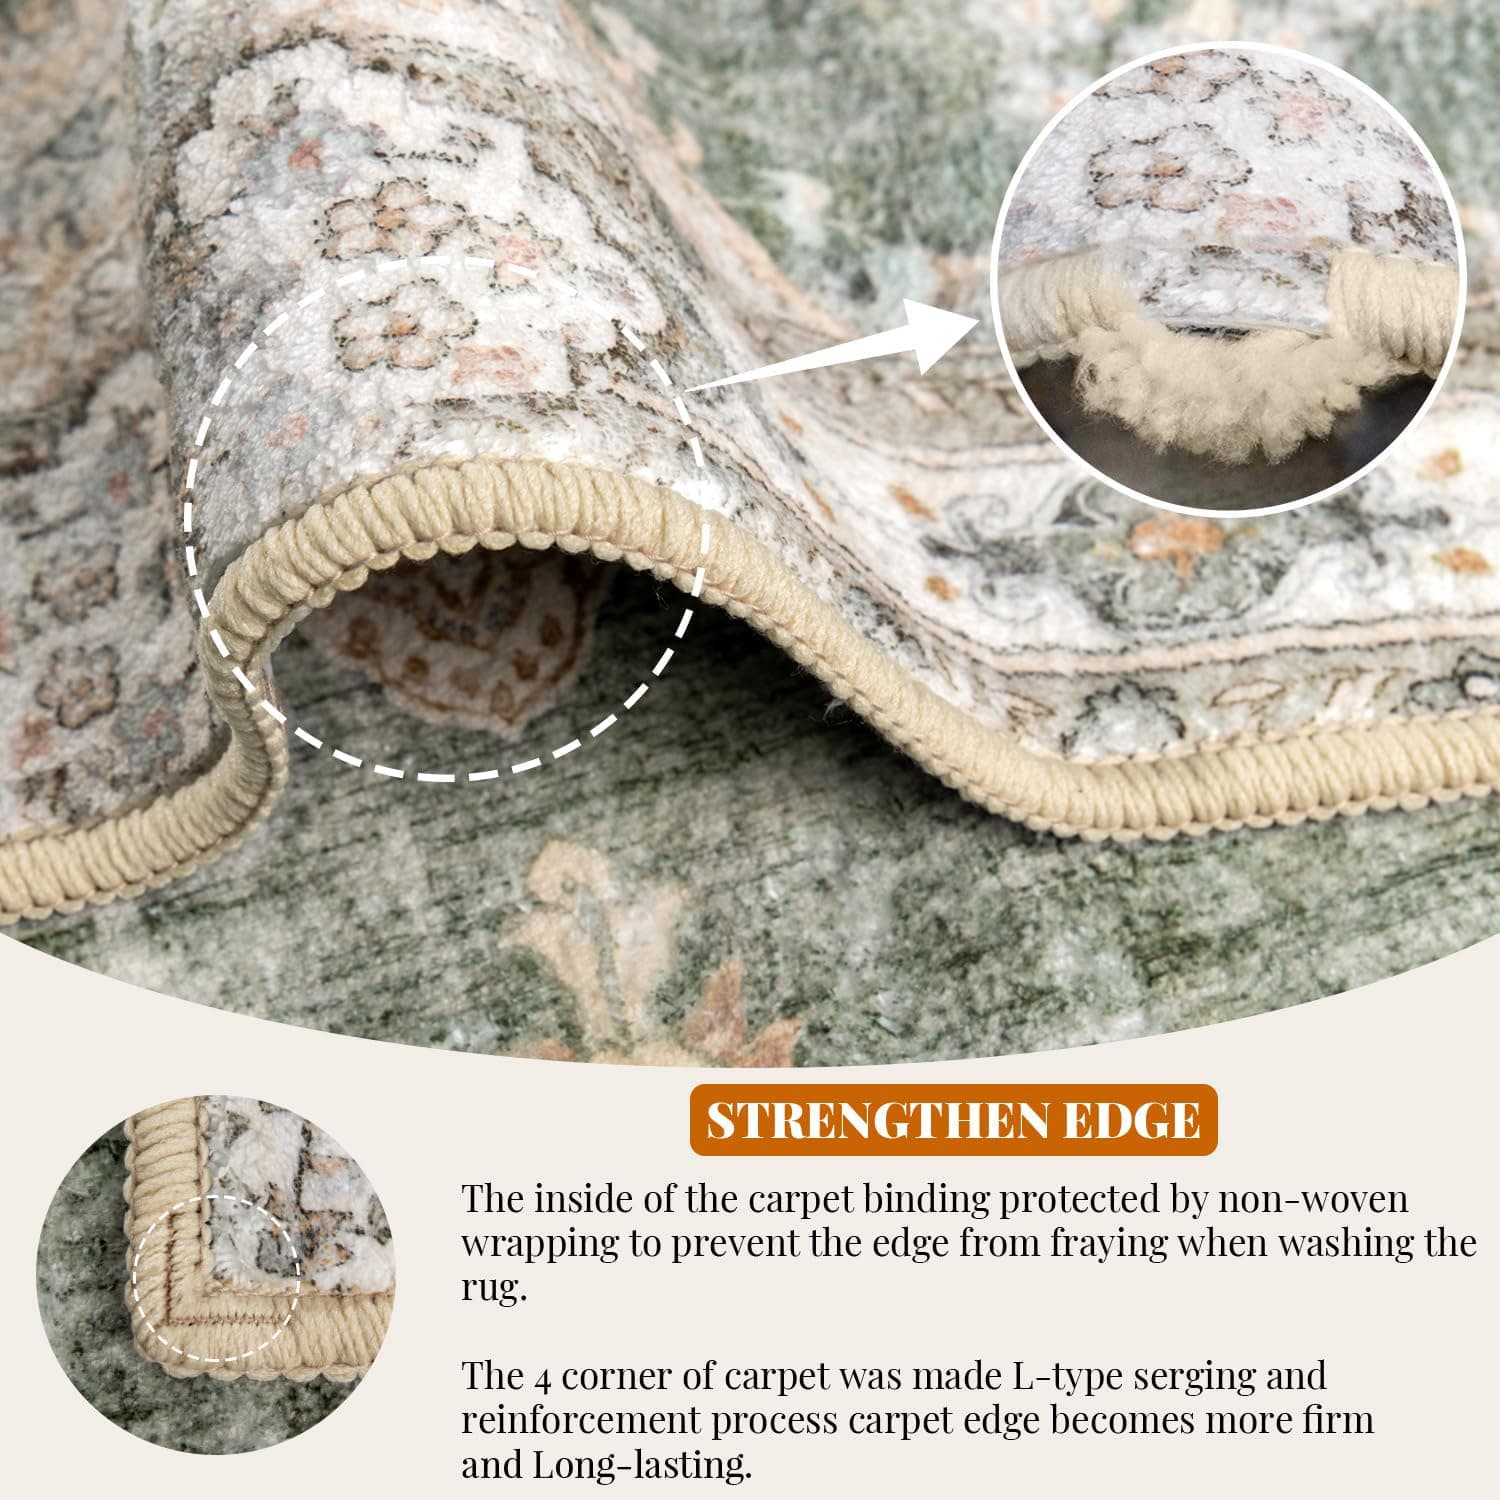 STRENGTHEN EDGE
The inside of the carpet binding protected by non-woven
wrapping to prevent the edge from fraying when washing the
rug.
The 4 corner of carpet was made L-type serging and
reinforcement process carpet edge becomes more firm
and Long-lasting.